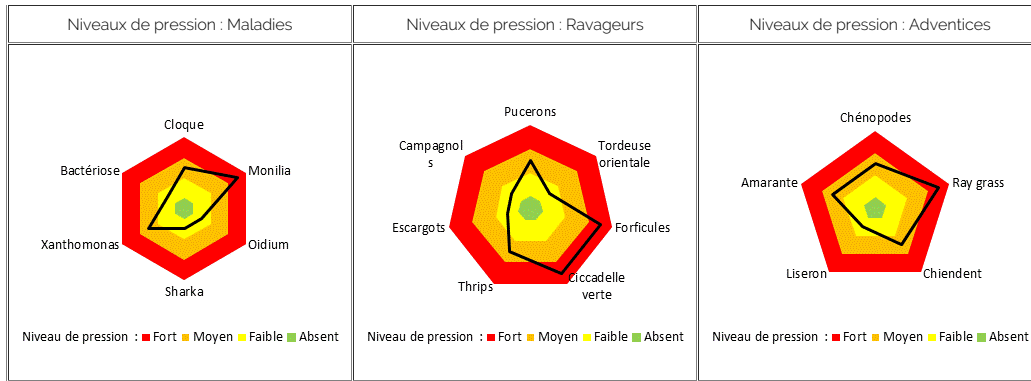 Niveaux de pression : Maladies
Niveaux de pression : Ravageurs
Niveaux de pression : Adventices
Cloque
Monilia
Oidium
Sharka
Xanthomonas
Bactériose
Niveau de pression : Fort Moyen Faible Absent
Pucerons
Tordeuse
orientale
Forficules
Ciccadelle
verte
Thrips
Escargots
Campagnol
s
Niveau de pression : Fort Moyen Faible Absent
Chénopodes
Ray grass
Chiendent
Liseron
Amarante
Niveau de pression : Fort Moyen Faible Absent